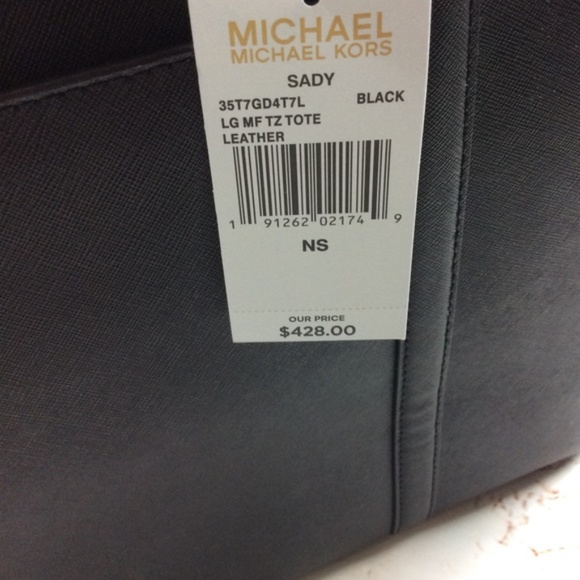 MICHAEL
MICHAEL KORS
SADY
35T7GD4T7L BLACK
LG MF TZ TOTE
LEATHER
1 91262 02174 9
NS
OUR PRICE
$428.00